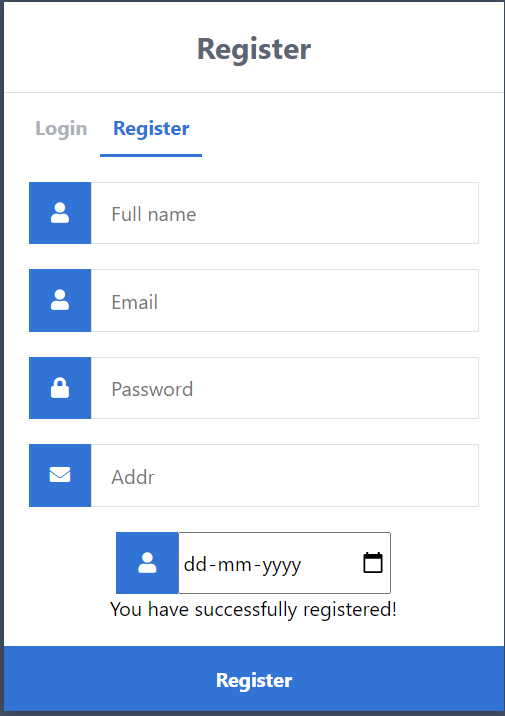 Register
Login Register
Full name
Email
Password
Addr
dd-mm-yyyy
You have successfully registered!
Register